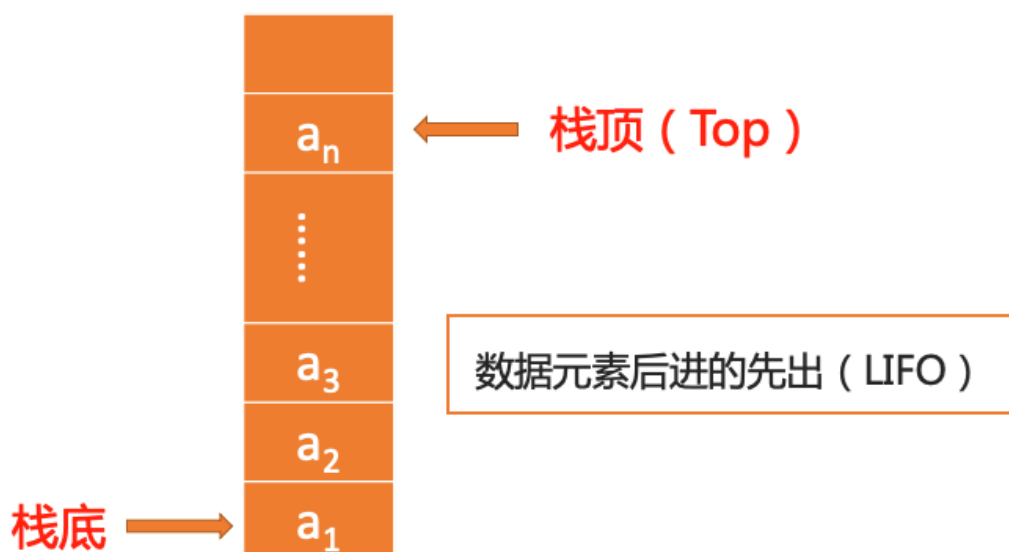 aₙ
栈顶（Top）
......
a₃
数据元素后进的先出（LIFO）
a₂
栈底
a₁